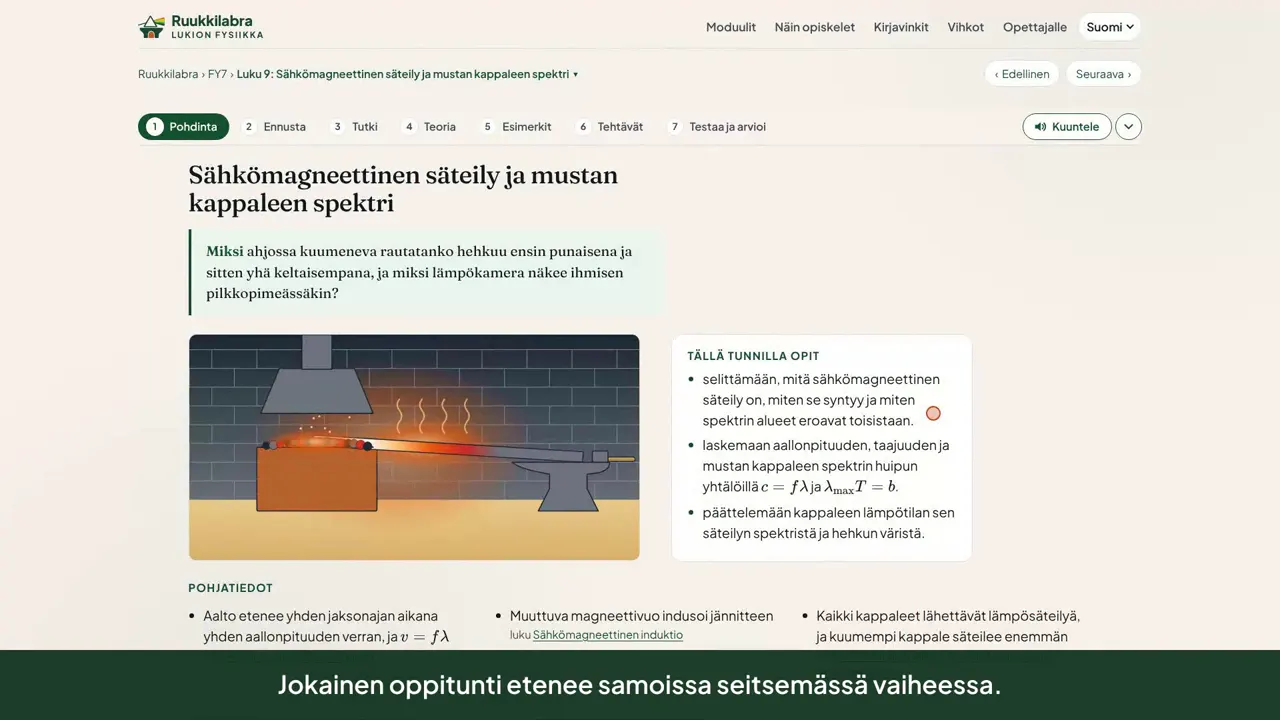 Ruukkilabra
LUKION FYSIIKKA
Moduulit Näin opiskelet Kirjavinkit Vihkot Opettajalle Suomi
Ruukkilabra › FY7 › Luku 9: Sähkömagneettinen säteily ja mustan kappaleen spektri ▾
‹ Edellinen Seuraava ›
1 Pohdinta 2 Ennusta 3 Tutki 4 Teoria 5 Esimerkit 6 Tehtävät 7 Testaa ja arvioi
Kuuntele
Sähkömagneettinen säteily ja mustan
kappaleen spektri
Miksi ahjossa kuumeneva rautatanko hehkuu ensin punaisena ja
sitten yhä keltaisempana, ja miksi lämpökamera näkee ihmisen
pilkkopimeässäkin?
TÄLLÄ TUNNILLA OPIT
• selittämään, mitä sähkömagneettinen
säteily on, miten se syntyy ja miten
spektrin alueet eroavat toisistaan.
• laskemaan aallonpituuden, taajuuden ja
mustan kappaleen spektrin huipun
yhtälöillä c = fλ ja λmaxT = b.
• päättelemään kappaleen lämpötilan sen
säteilyn spektristä ja hehkun väristä.
POHJATIEDOT
• Aalto etenee yhden jaksonajan aikana
yhden aallonpituuden verran, ja v = fλ
• Muuttuva magneettivuo indusoi jännitteen
luku Sähkömagneettinen induktio
• Kaikki kappaleet lähettävät lämpösäteilyä,
ja kuumempi kappale säteilee enemmän
Jokainen oppitunti etenee samoissa seitsemässä vaiheessa.